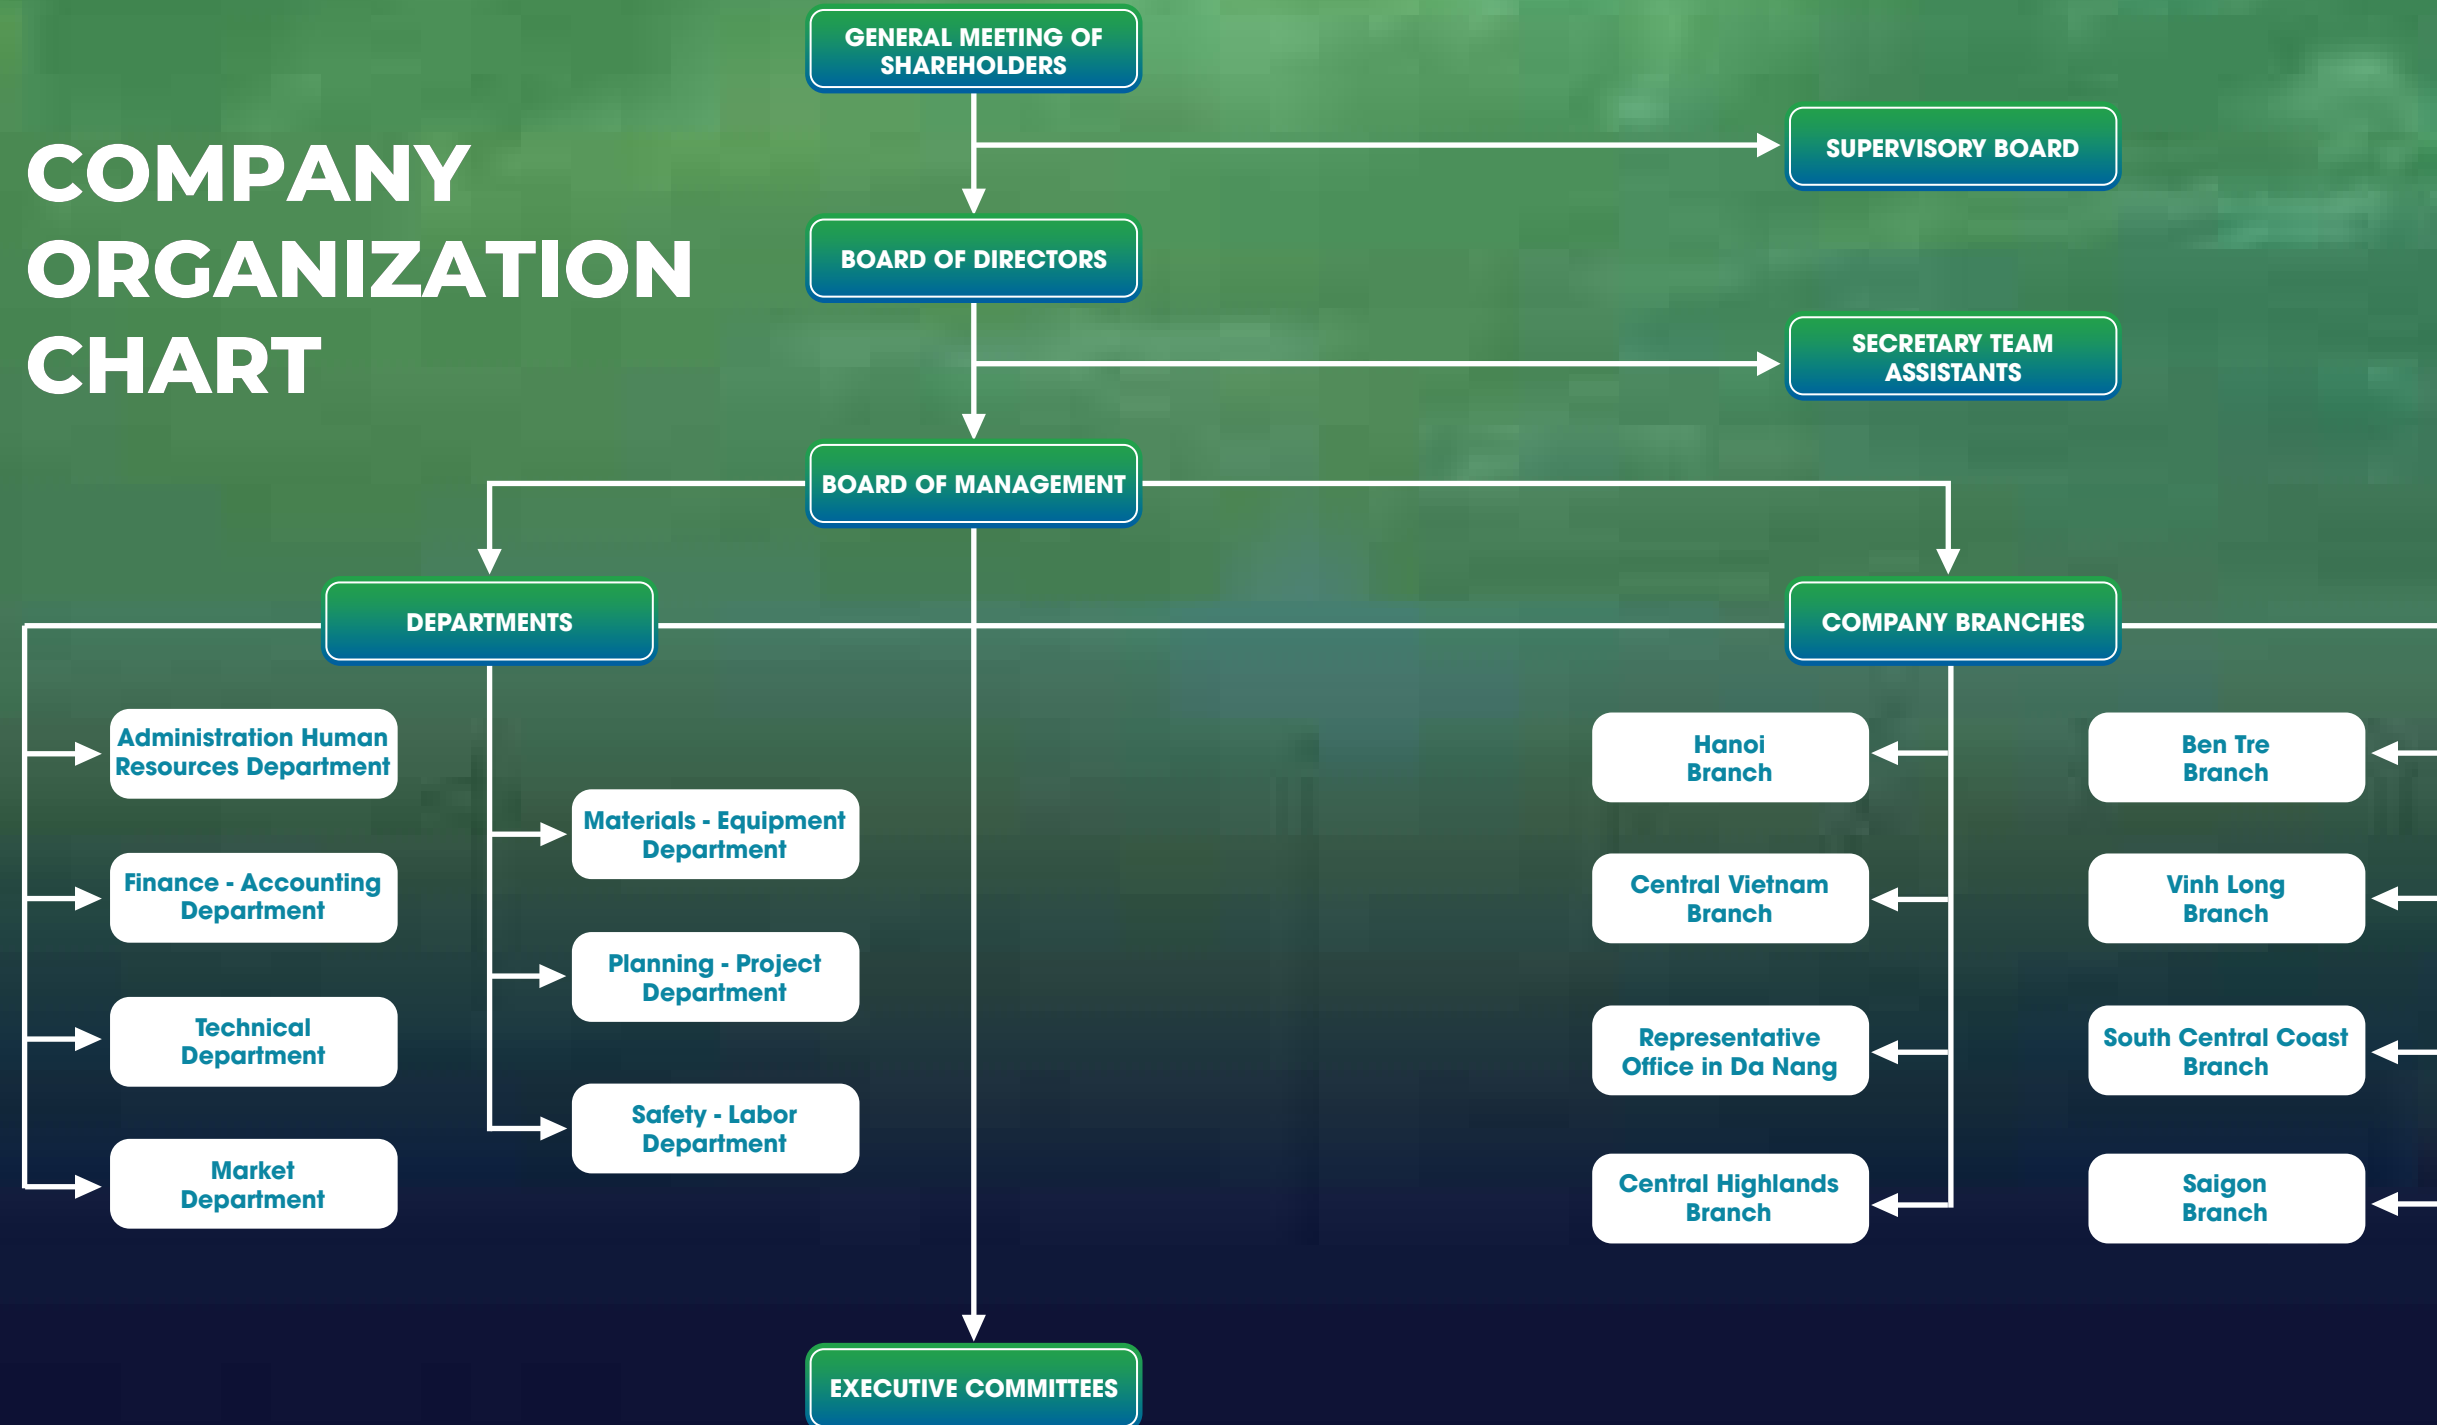 GENERAL MEETING OF
SHAREHOLDERS
COMPANY
ORGANIZATION
CHART
SUPERVISORY BOARD
BOARD OF DIRECTORS
SECRETARY TEAM
ASSISTANTS
BOARD OF MANAGEMENT
DEPARTMENTS
COMPANY BRANCHES
Administration Human
Resources Department
Finance - Accounting
Department
Technical
Department
Market
Department
Materials - Equipment
Department
Planning - Project
Department
Safety - Labor
Department
Hanoi
Branch
Central Vietnam
Branch
Representative
Office in Da Nang
Central Highlands
Branch
Ben Tre
Branch
Vinh Long
Branch
South Central Coast
Branch
Saigon
Branch
EXECUTIVE COMMITTEES